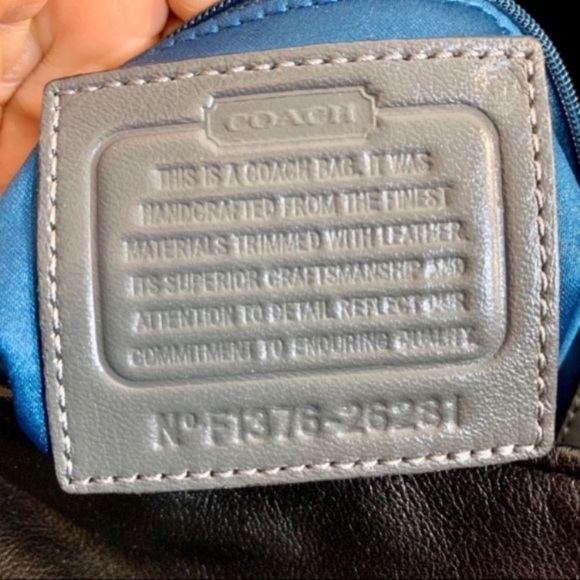 COACH
THIS IS A COACH BAG. IT WAS
HANDCRAFTED FROM THE FINEST
MATERIALS TRIMMED WITH LEATHER.
ITS SUPERIOR CRAFTSMANSHIP AND
ATTENTION TO DETAIL REFLECT OUR
COMMITMENT TO ENDURING QUALITY.
Nº F1376-26281